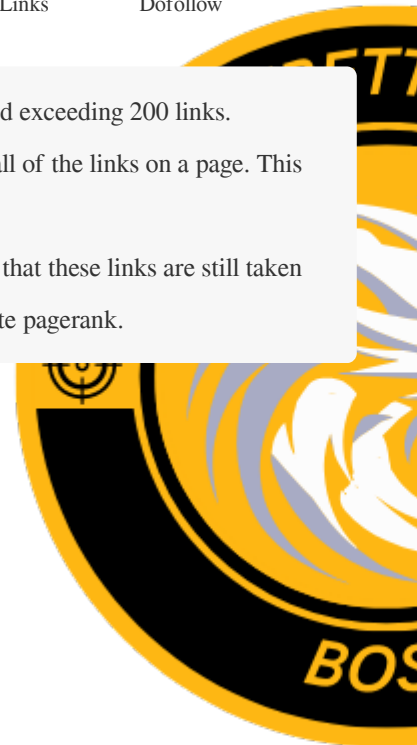 Links Dofollow
d exceeding 200 links.
all of the links on a page. This
that these links are still taken
te pagerank.
ETT
BOS